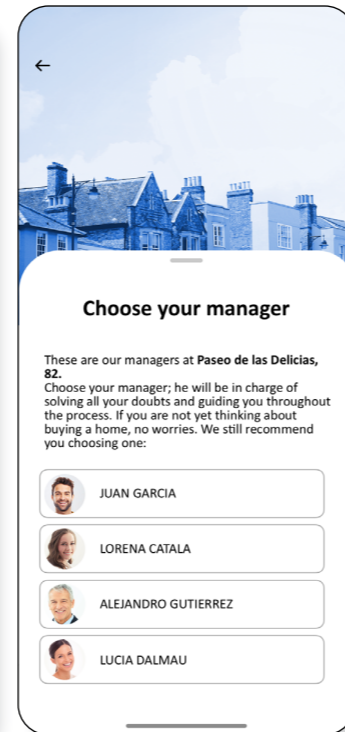 Choose your manager
These are our managers at Paseo de las Delicias,
82.
Choose your manager; he will be in charge of
solving all your doubts and guiding you throughout
the process. If you are not yet thinking about
buying a home, no worries. We still recommend
you choosing one:
JUAN GARCIA
LORENA CATALA
ALEJANDRO GUTIERREZ
LUCIA DALMAU